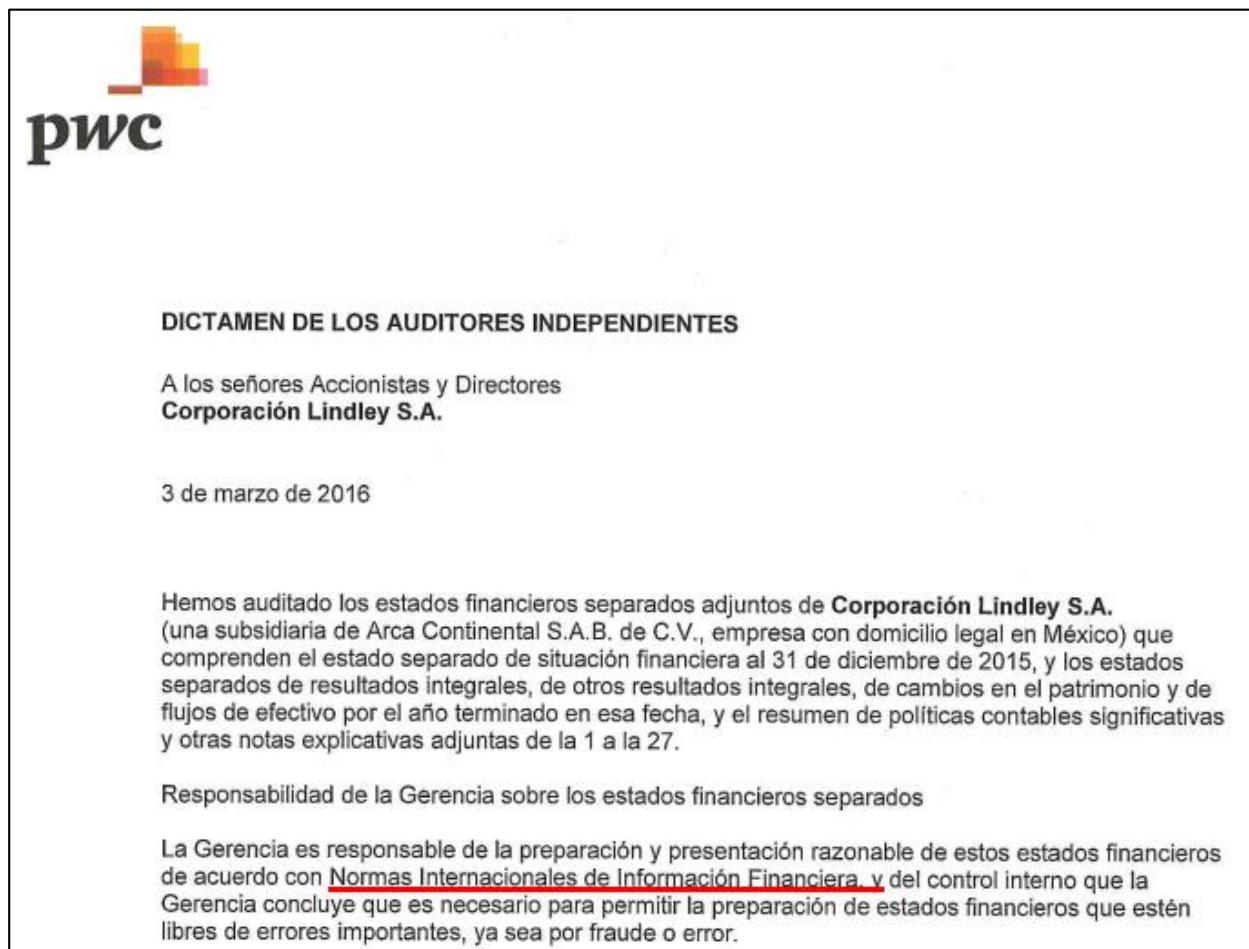 pwc
DICTAMEN DE LOS AUDITORES INDEPENDIENTES
A los señores Accionistas y Directores
Corporación Lindley S.A.
3 de marzo de 2016
Hemos auditado los estados financieros separados adjuntos de Corporación Lindley S.A.
(una subsidiaria de Arca Continental S.A.B. de C.V., empresa con domicilio legal en México) que
comprenden el estado separado de situación financiera al 31 de diciembre de 2015, y los estados
separados de resultados integrales, de otros resultados integrales, de cambios en el patrimonio y de
flujos de efectivo por el año terminado en esa fecha, y el resumen de políticas contables significativas
y otras notas explicativas adjuntas de la 1 a la 27.
Responsabilidad de la Gerencia sobre los estados financieros separados
La Gerencia es responsable de la preparación y presentación razonable de estos estados financieros
de acuerdo con Normas Internacionales de Información Financiera, y del control interno que la
Gerencia concluye que es necesario para permitir la preparación de estados financieros que estén
libres de errores importantes, ya sea por fraude o error.